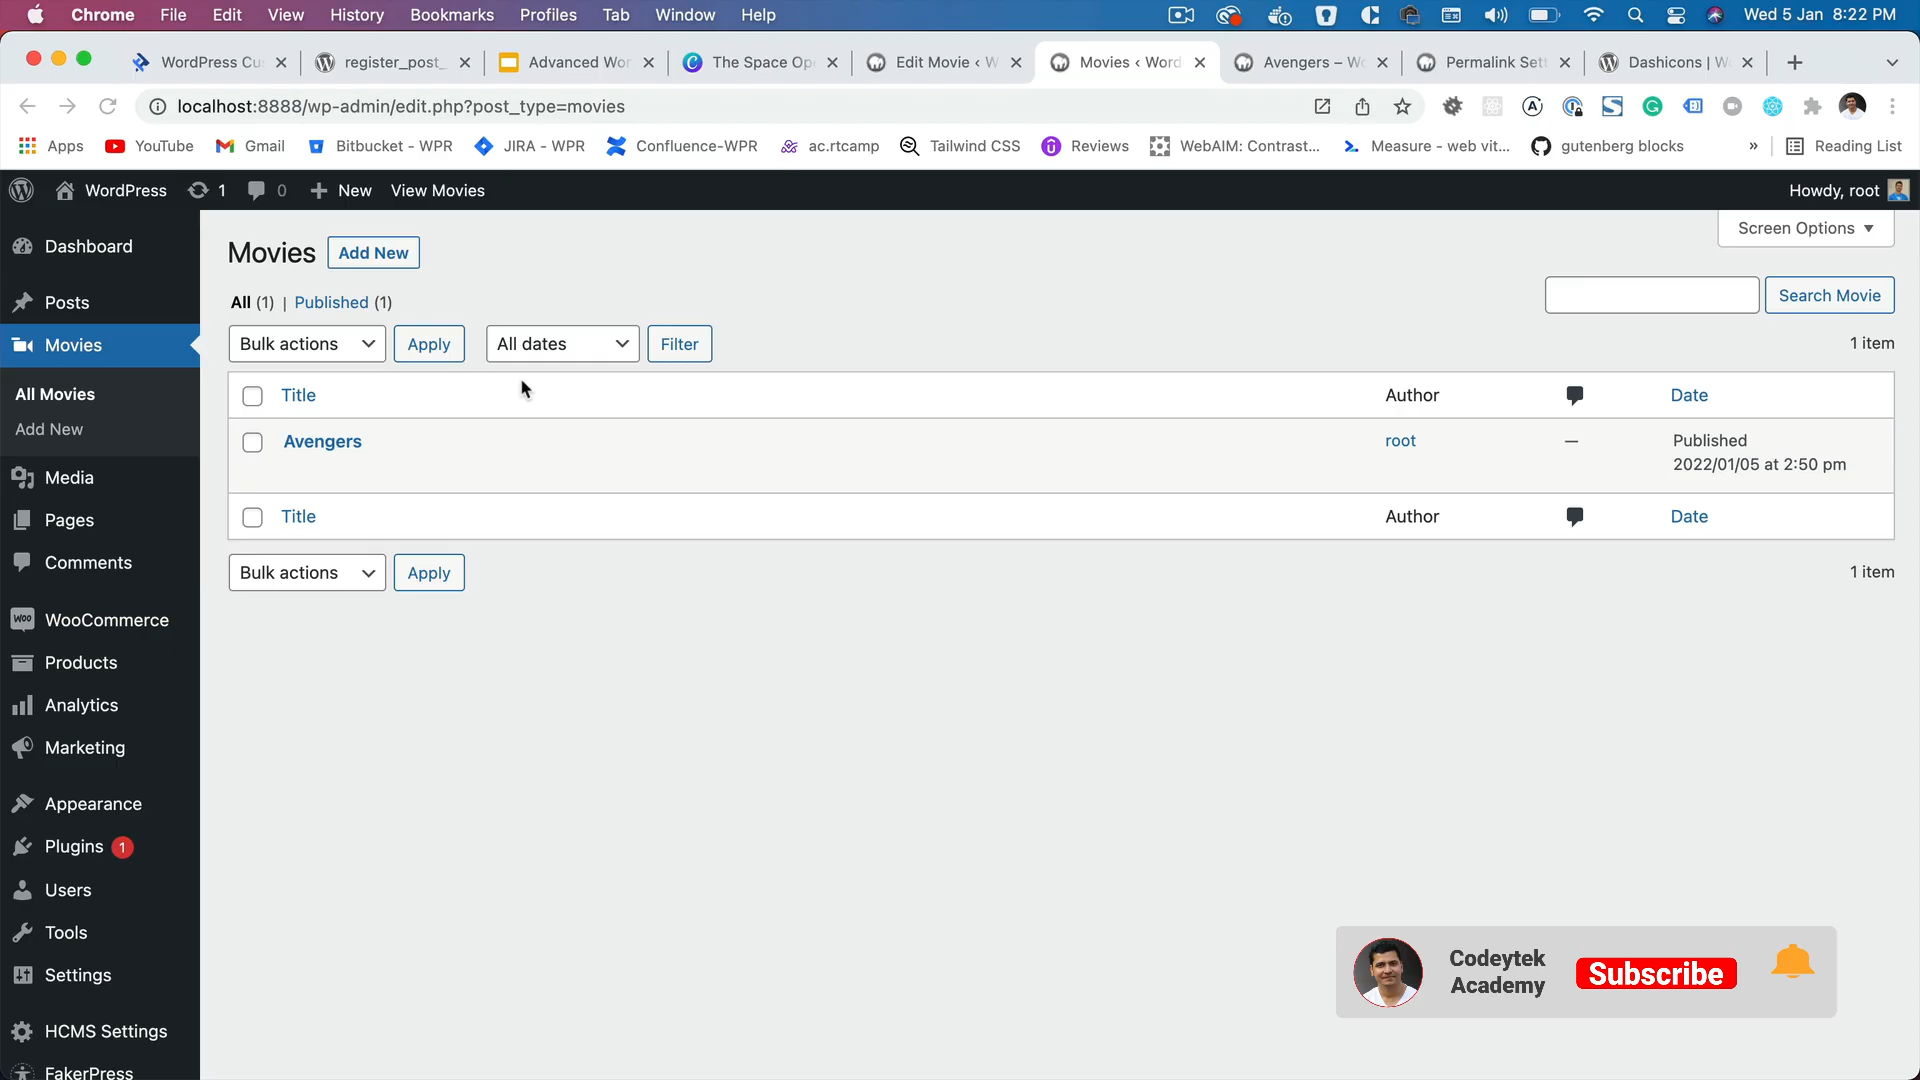 Chrome File Edit View History Bookmarks Profiles Tab Window Help Wed 5 Jan 8:22 PM
WordPress Cu register_post_ Advanced Wor The Space Op Edit Movie ‹ W Movies ‹ Word Avengers – Wo Permalink Sett Dashicons | W
localhost:8888/wp-admin/edit.php?post_type=movies
Apps YouTube Gmail Bitbucket - WPR JIRA - WPR Confluence-WPR ac.rtcamp Tailwind CSS Reviews WebAIM: Contrast... Measure - web vit... gutenberg blocks » Reading List
WordPress 1 0 New View Movies Howdy, root
Dashboard
Posts
Movies
All Movies
Add New
Media
Pages
Comments
WooCommerce
Products
Analytics
Marketing
Appearance
Plugins 1
Users
Tools
Settings
HCMS Settings
FakerPress
Screen Options
Movies Add New
All (1) | Published (1)
Search Movie
Bulk actions Apply All dates Filter 1 item
Title Author Date
Avengers root — Published
2022/01/05 at 2:50 pm
Title Author Date
Bulk actions Apply 1 item
Codeytek
Academy
Subscribe